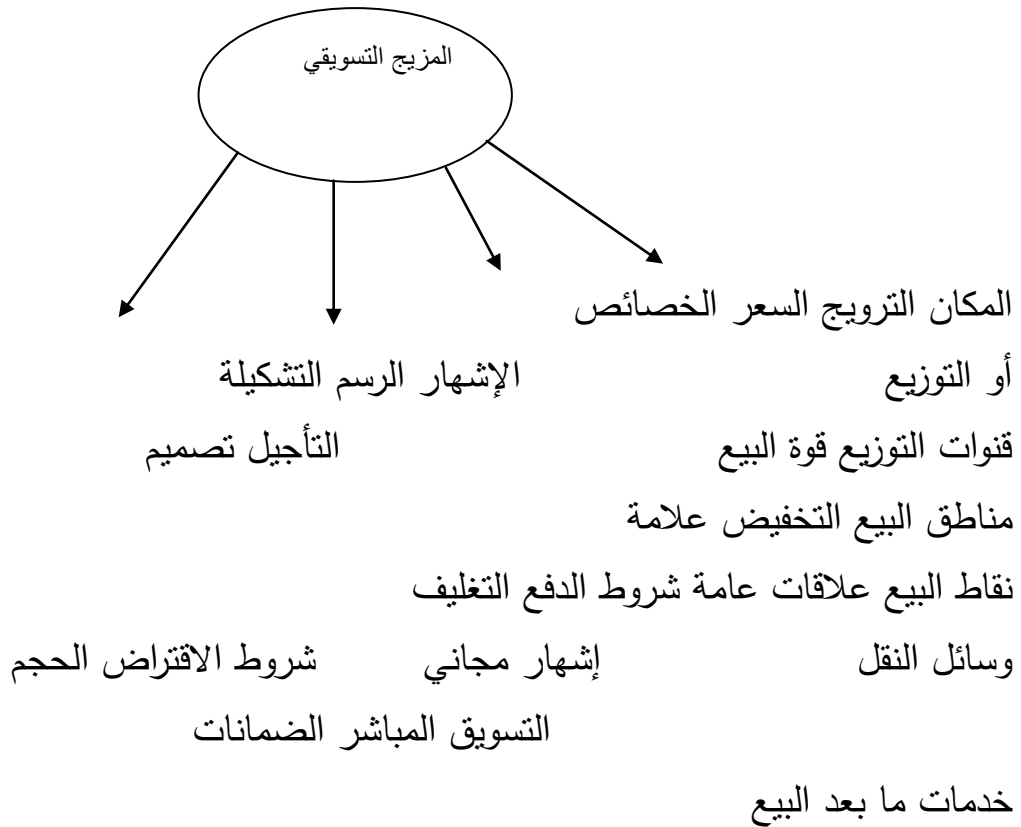 المزيج التسويقي
المكان الترويج السعر الخصائص
أو التوزيع الإشهار الرسم التشكيلة
قنوات التوزيع قوة البيع التأجيل تصميم
مناطق البيع التخفيض علامة
نقاط البيع علاقات عامة شروط الدفع التغليف
وسائل النقل إشهار مجاني شروط الاقتراض الحجم
التسويق المباشر الضمانات
خدمات ما بعد البيع